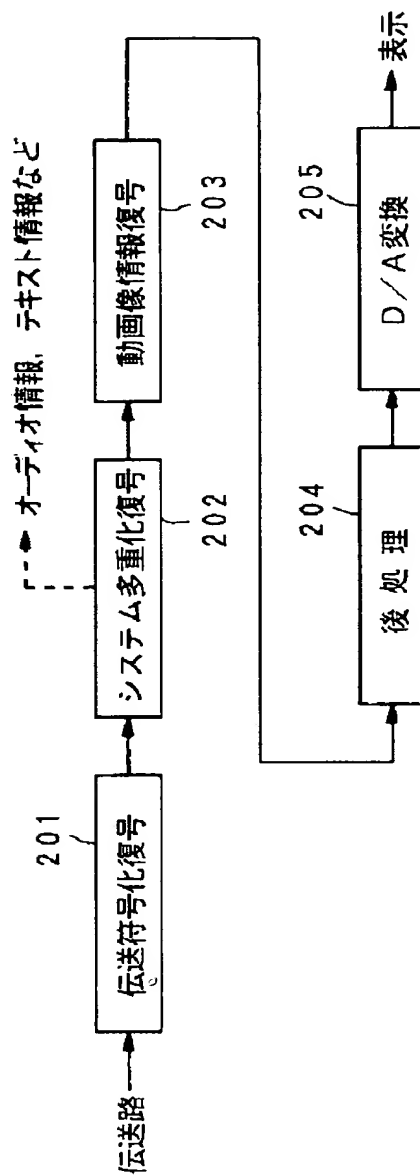 オーディオ情報，テキスト情報など
201
伝送路
伝送符号化復号
システム多重化復号
202
動画像情報復号
203
204
後処理
205
D／A変換
表示